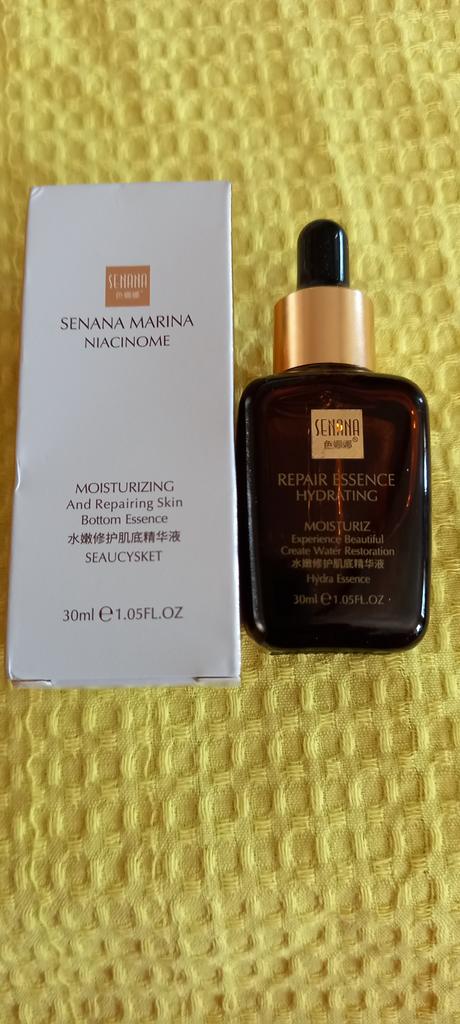 SENANA
色娜娜
SENANA MARINA
NIACINOME
MOISTURIZING
And Repairing Skin
Bottom Essence
水嫩修护肌底精华液
SEAUCYSKET
30ml ℮ 1.05FL.OZ
SENANA
色娜娜®
REPAIR ESSENCE
HYDRATING
MOISTURIZ
Experience Beautiful
Create Water Restoration
水嫩修护肌底精华液
Hydra Essence
30ml ℮ 1.05FL.OZ